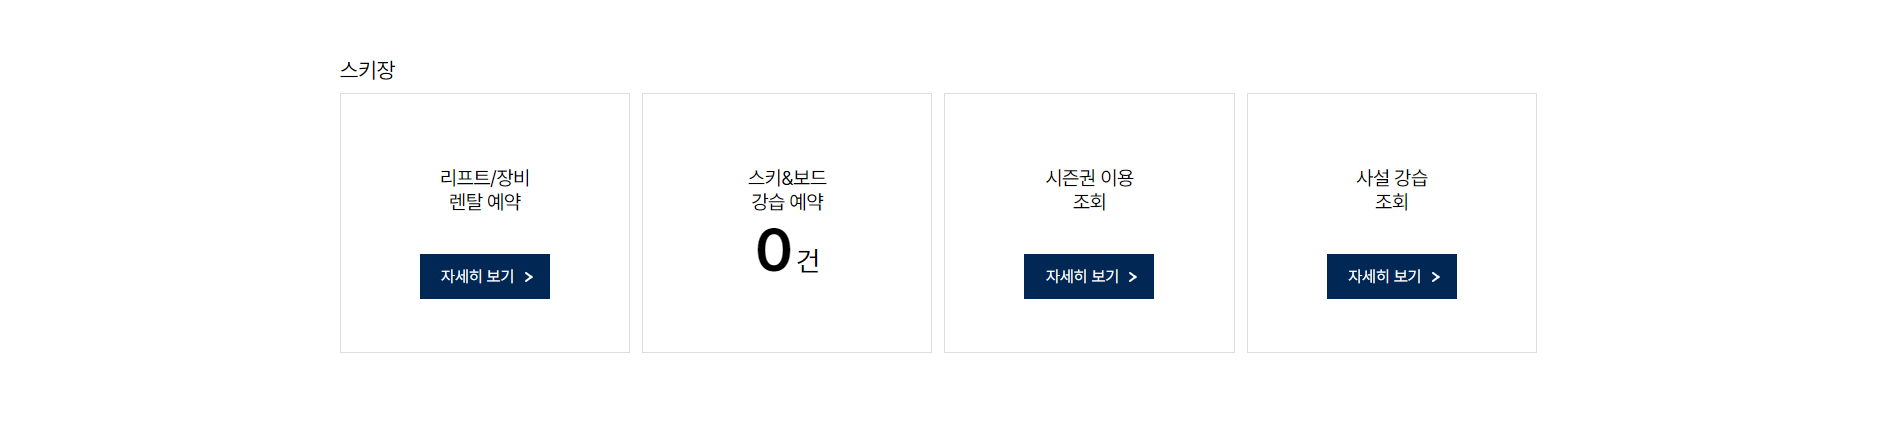 스키장
리프트/장비
렌탈 예약
자세히 보기 >
스키&보드
강습 예약
0 건
시즌권 이용
조회
자세히 보기 >
사설 강습
조회
자세히 보기 >